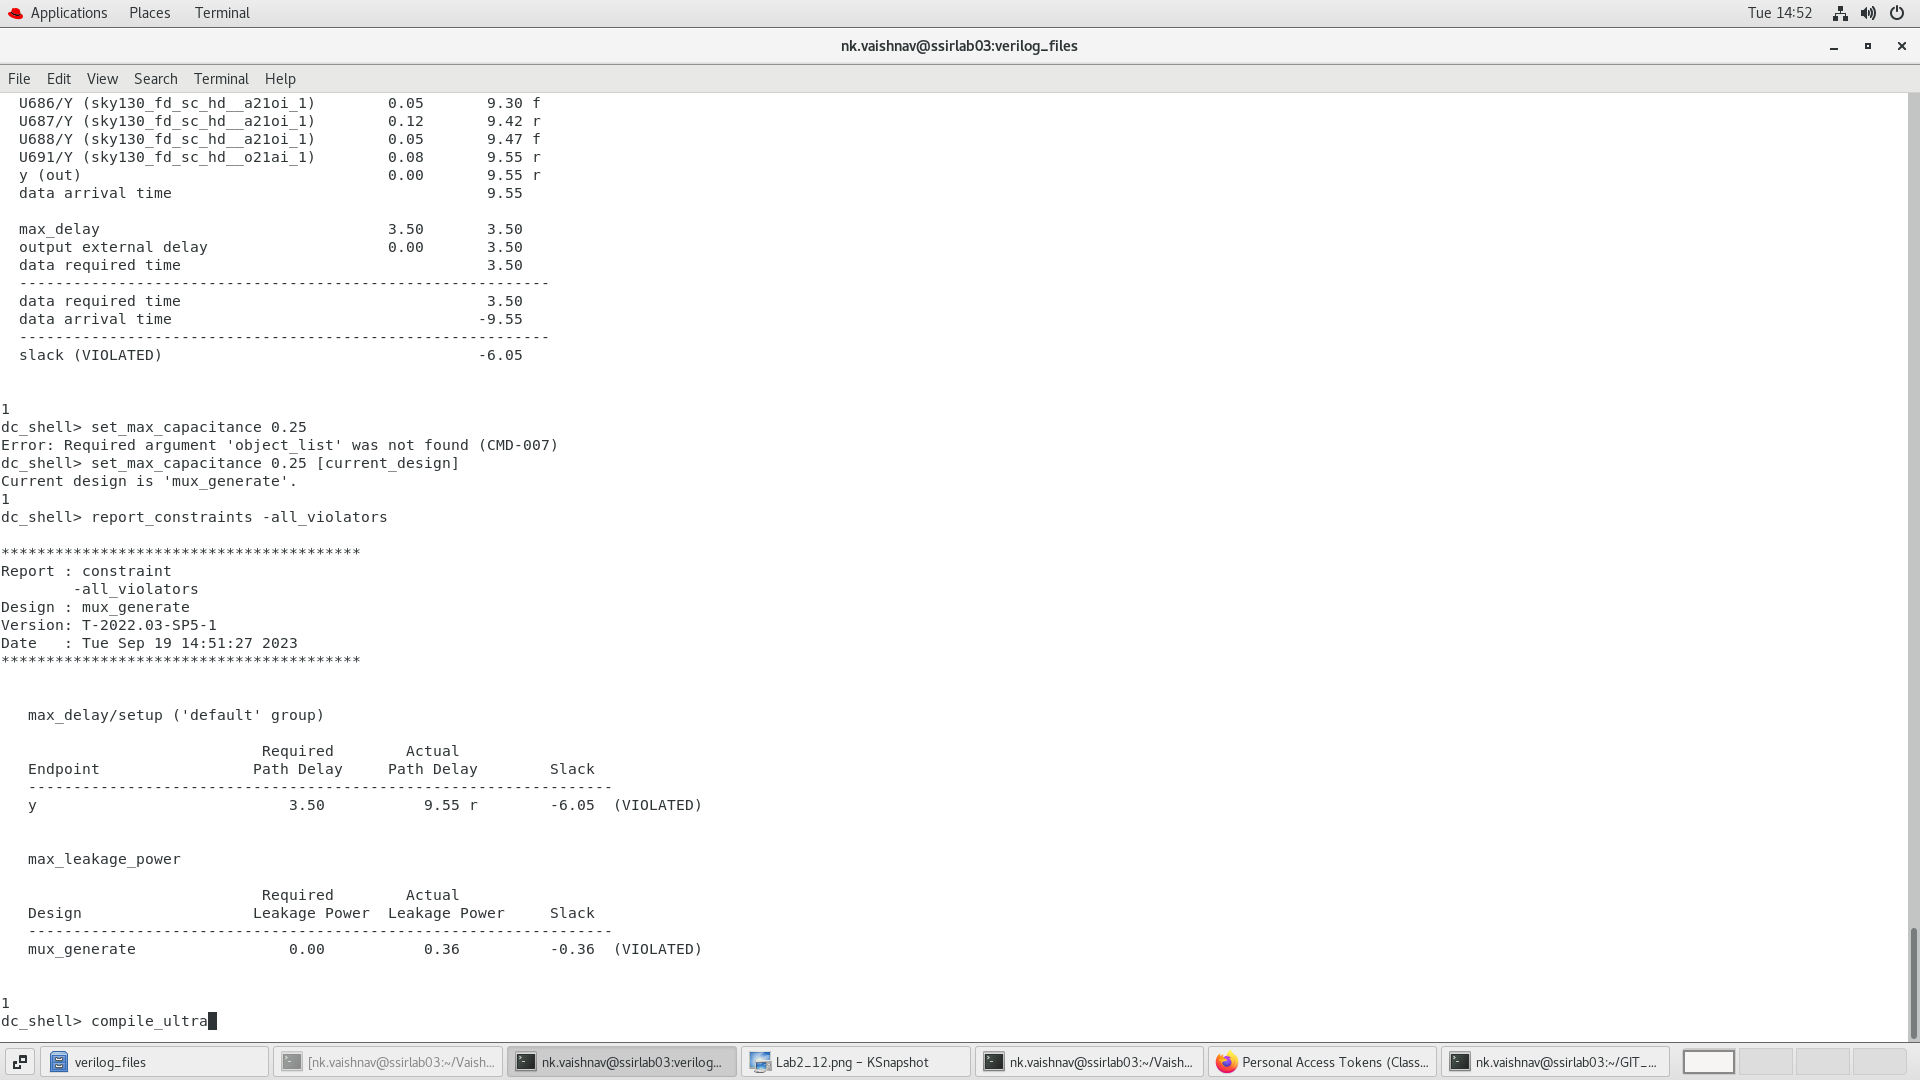 Applications Places Terminal Tue 14:52
nk.vaishnav@ssirlab03:verilog_files
File Edit View Search Terminal Help
U686/Y (sky130_fd_sc_hd__a21oi_1) 0.05 9.30 f
U687/Y (sky130_fd_sc_hd__a21oi_1) 0.12 9.42 r
U688/Y (sky130_fd_sc_hd__a21oi_1) 0.05 9.47 f
U691/Y (sky130_fd_sc_hd__o21ai_1) 0.08 9.55 r
y (out) 0.00 9.55 r
data arrival time 9.55
max_delay 3.50 3.50
output external delay 0.00 3.50
data required time 3.50
-----------------------------------------------------------
data required time 3.50
data arrival time -9.55
-----------------------------------------------------------
slack (VIOLATED) -6.05
1
dc_shell> set_max_capacitance 0.25
Error: Required argument 'object_list' was not found (CMD-007)
dc_shell> set_max_capacitance 0.25 [current_design]
Current design is 'mux_generate'.
1
dc_shell> report_constraints -all_violators
****************************************
Report : constraint
-all_violators
Design : mux_generate
Version: T-2022.03-SP5-1
Date : Tue Sep 19 14:51:27 2023
****************************************
max_delay/setup ('default' group)
Required Actual
Endpoint Path Delay Path Delay Slack
-----------------------------------------------------------------
y 3.50 9.55 r -6.05 (VIOLATED)
max_leakage_power
Required Actual
Design Leakage Power Leakage Power Slack
-----------------------------------------------------------------
mux_generate 0.00 0.36 -0.36 (VIOLATED)
1
dc_shell> compile_ultra
verilog_files [nk.vaishnav@ssirlab03:~/Vaish... nk.vaishnav@ssirlab03:verilog... Lab2_12.png – KSnapshot nk.vaishnav@ssirlab03:~/Vaish... Personal Access Tokens (Class... nk.vaishnav@ssirlab03:~/GIT_...